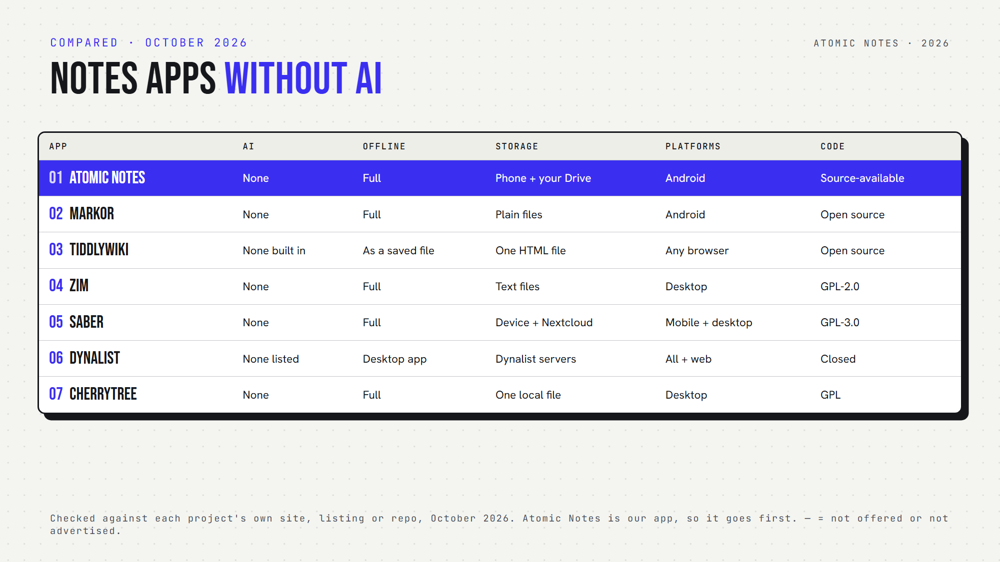 COMPARED · OCTOBER 2026
ATOMIC NOTES · 2026
NOTES APPS WITHOUT AI
APP AI OFFLINE STORAGE PLATFORMS CODE
01 ATOMIC NOTES None Full Phone + your Drive Android Source-available
02 MARKOR None Full Plain files Android Open source
03 TIDDLYWIKI None built in As a saved file One HTML file Any browser Open source
04 ZIM None Full Text files Desktop GPL-2.0
05 SABER None Full Device + Nextcloud Mobile + desktop GPL-3.0
06 DYNALIST None listed Desktop app Dynalist servers All + web Closed
07 CHERRYTREE None Full One local file Desktop GPL
Checked against each project's own site, listing or repo, October 2026. Atomic Notes is our app, so it goes first. — = not offered or not
advertised.